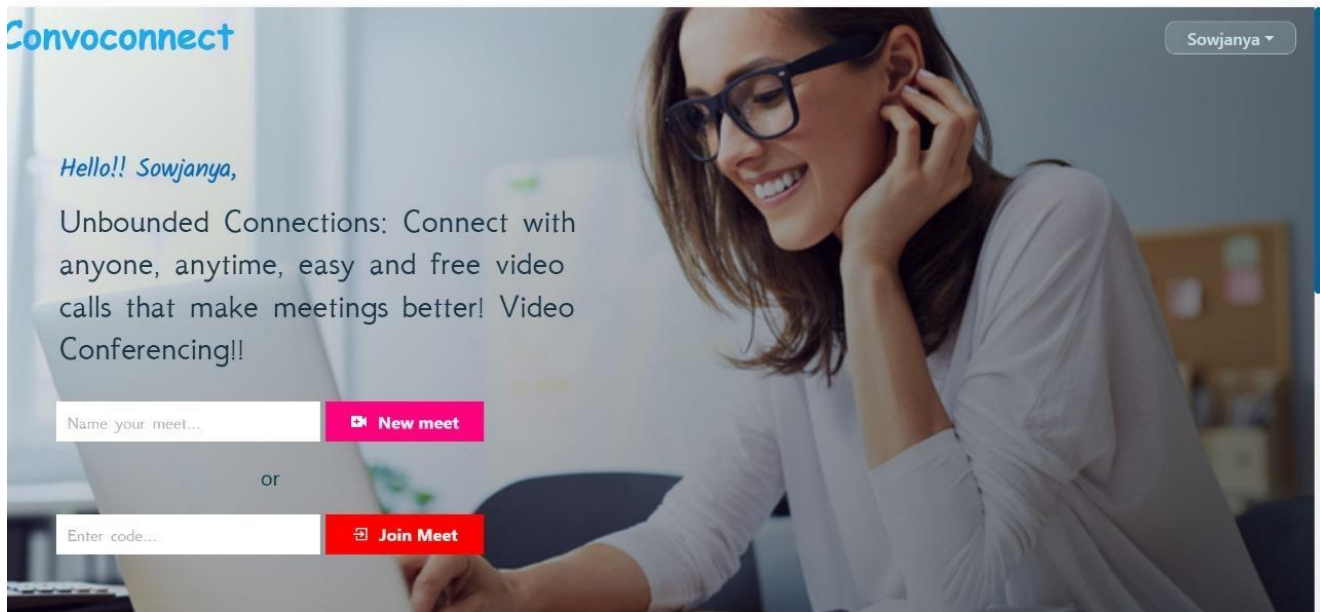 Convoconnect
Sowjanya
Hello!! Sowjanya,
Unbounded Connections: Connect with
anyone, anytime, easy and free video
calls that make meetings better! Video
Conferencing!!
Name your meet...
New meet
or
Enter code...
Join Meet